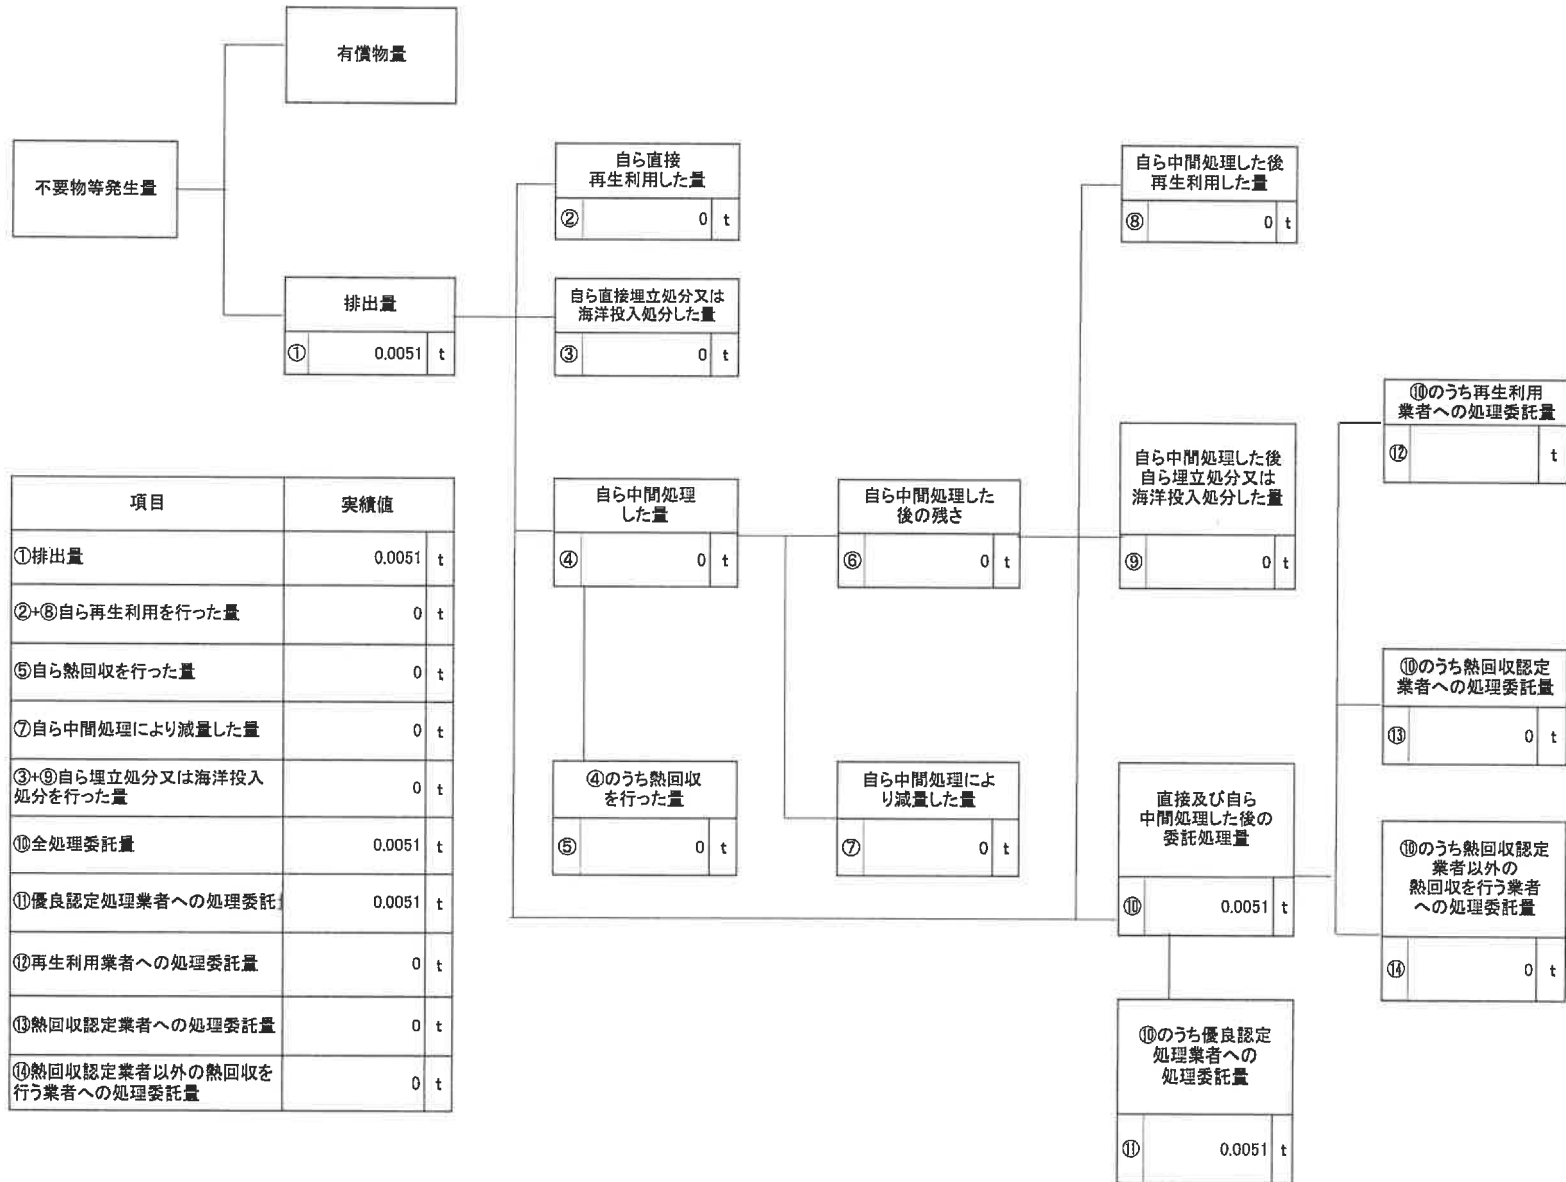 有償物量
不要物等発生量
排出量
① 0.0051 t
自ら直接
再生利用した量
② 0 t
自ら直接埋立処分又は
海洋投入処分した量
③ 0 t
自ら中間処理
した量
④ 0 t
④のうち熱回収
を行った量
⑤ 0 t
自ら中間処理した
後の残さ
⑥ 0 t
自ら中間処理によ
り減量した量
⑦ 0 t
自ら中間処理した後
再生利用した量
⑧ 0 t
自ら中間処理した後
自ら埋立処分又は
海洋投入処分した量
⑨ 0 t
直接及び自ら
中間処理した後の
委託処理量
⑩ 0.0051 t
⑩のうち優良認定
処理業者への
処理委託量
⑪ 0.0051 t
⑩のうち再生利用
業者への処理委託量
⑫ t
⑩のうち熱回収認定
業者への処理委託量
⑬ 0 t
⑩のうち熱回収認定
業者以外の
熱回収を行う業者
への処理委託量
⑭ 0 t
項目 実績値
①排出量 0.0051 t
②+⑧自ら再生利用を行った量 0 t
⑤自ら熱回収を行った量 0 t
⑦自ら中間処理により減量した量 0 t
③+⑨自ら埋立処分又は海洋投入
処分を行った量 0 t
⑩全処理委託量 0.0051 t
⑪優良認定処理業者への処理委託 0.0051 t
⑫再生利用業者への処理委託量 0 t
⑬熱回収認定業者への処理委託量 0 t
⑭熱回収認定業者以外の熱回収を
行う業者への処理委託量 0 t